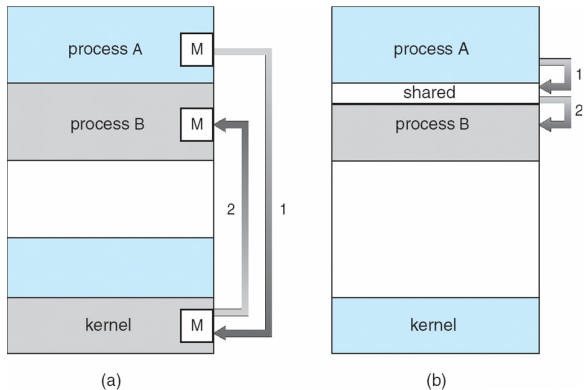 process A
M
process B
M
2
1
kernel
M
(a)
process A
1
shared
2
process B
kernel
(b)